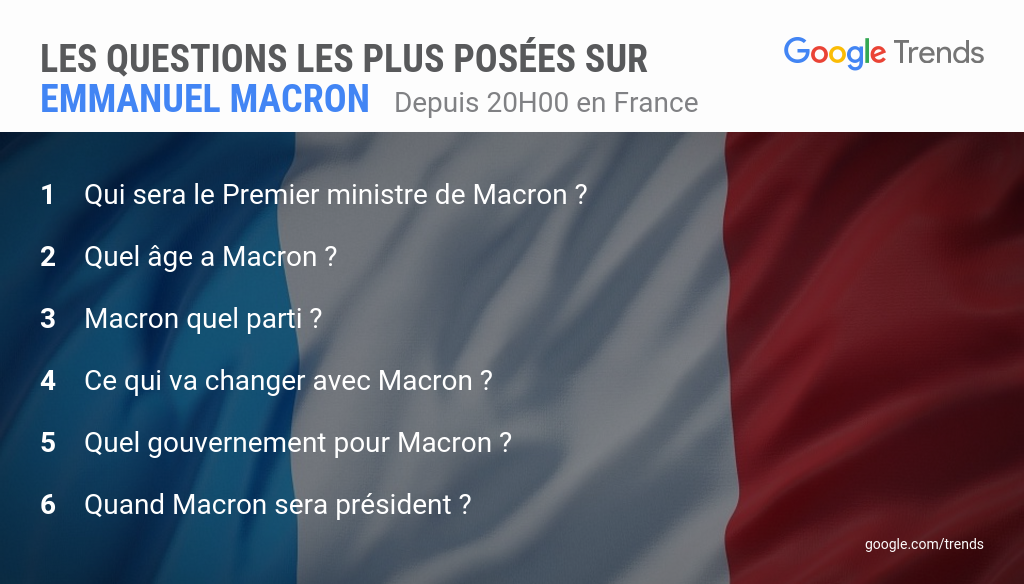 LES QUESTIONS LES PLUS POSÉES SUR
EMMANUEL MACRON Depuis 20H00 en France
Google Trends
1 Qui sera le Premier ministre de Macron ?
2 Quel âge a Macron ?
3 Macron quel parti ?
4 Ce qui va changer avec Macron ?
5 Quel gouvernement pour Macron ?
6 Quand Macron sera président ?
google.com/trends